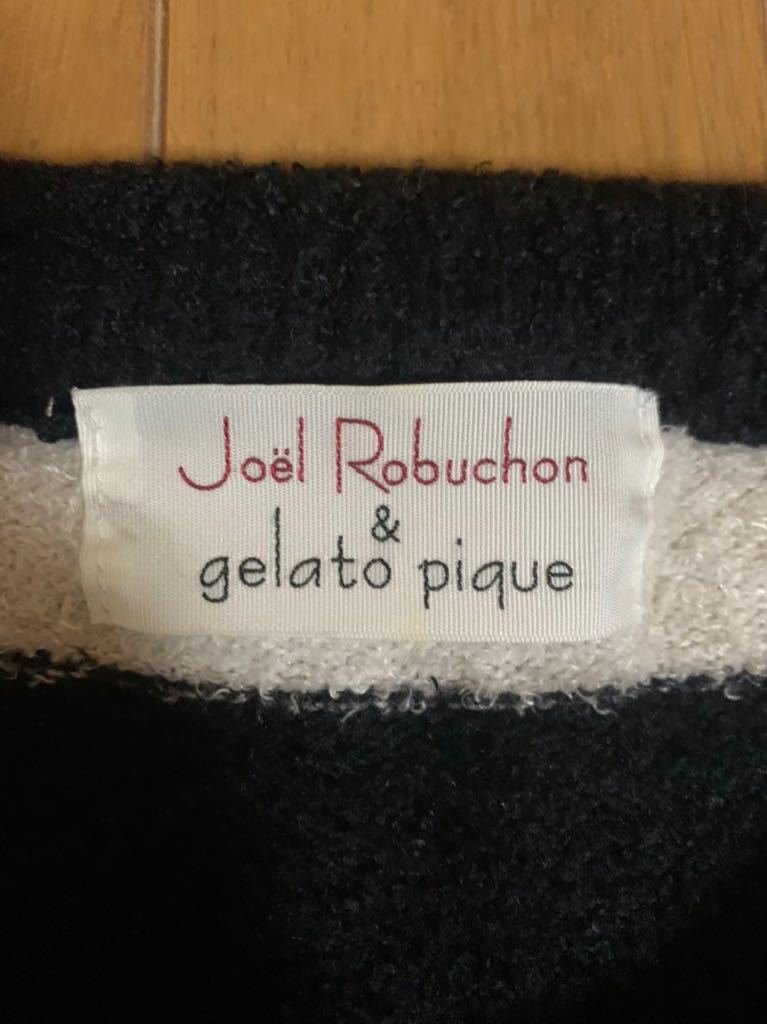 Joël Robuchon
&
gelato pique